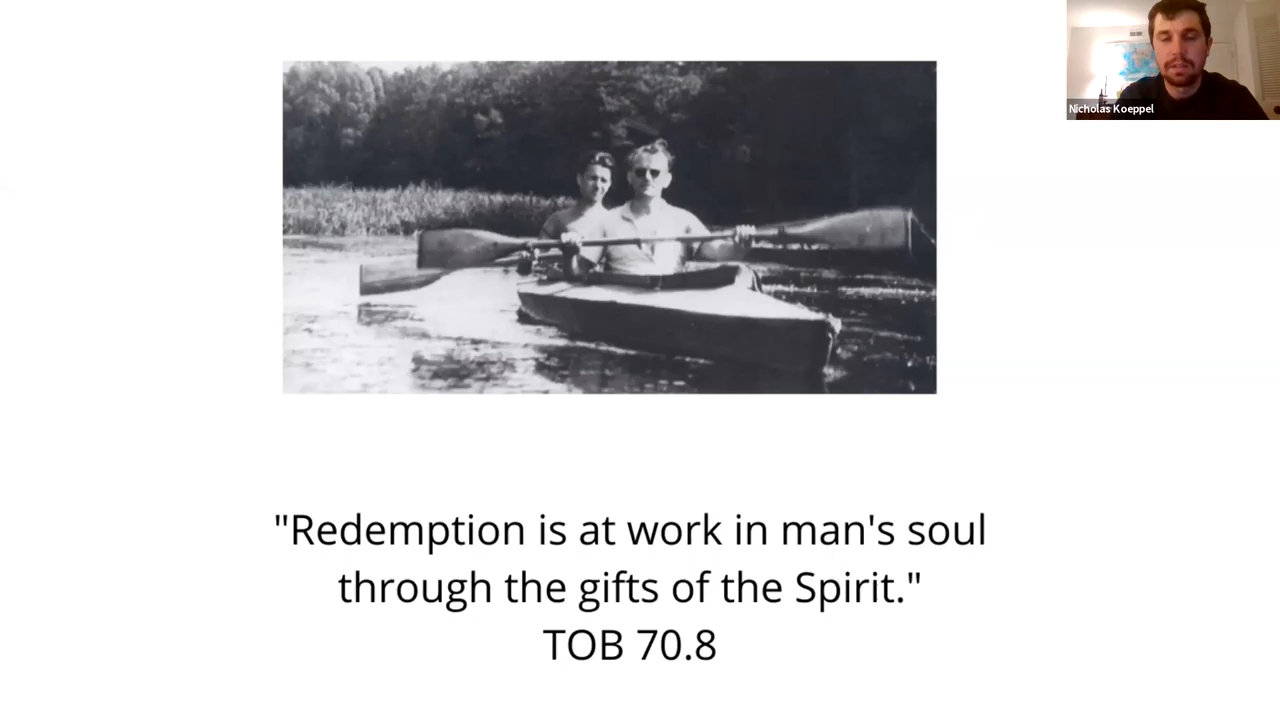 Nicholas Koeppel
"Redemption is at work in man's soul
through the gifts of the Spirit."
TOB 70.8